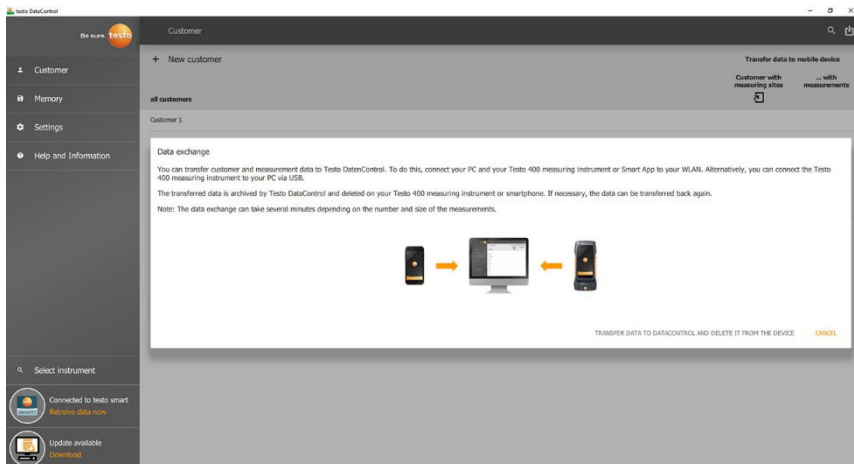 testo DataControl
Be sure. testo
Customer
Customer
Memory
Settings
Help and Information
+ New customer
Transfer data to mobile device
Customer with measuring sites
... with measurements
all customers
Customer 1
Data exchange
You can transfer customer and measurement data to Testo DatenControl. To do this, connect your PC and your Testo 400 measuring instrument or Smart App to your WLAN. Alternatively, you can connect the Testo
400 measuring instrument to your PC via USB.
The transferred data is archived by Testo DataControl and deleted on your Testo 400 measuring instrument or smartphone. If necessary, the data can be transferred back again.
Note: The data exchange can take several minutes depending on the number and size of the measurements.
TRANSFER DATA TO DATACONTROL AND DELETE IT FROM THE DEVICE
CANCEL
Select instrument
SMART
Connected to testo smart
Retreive data now
Update available
Download